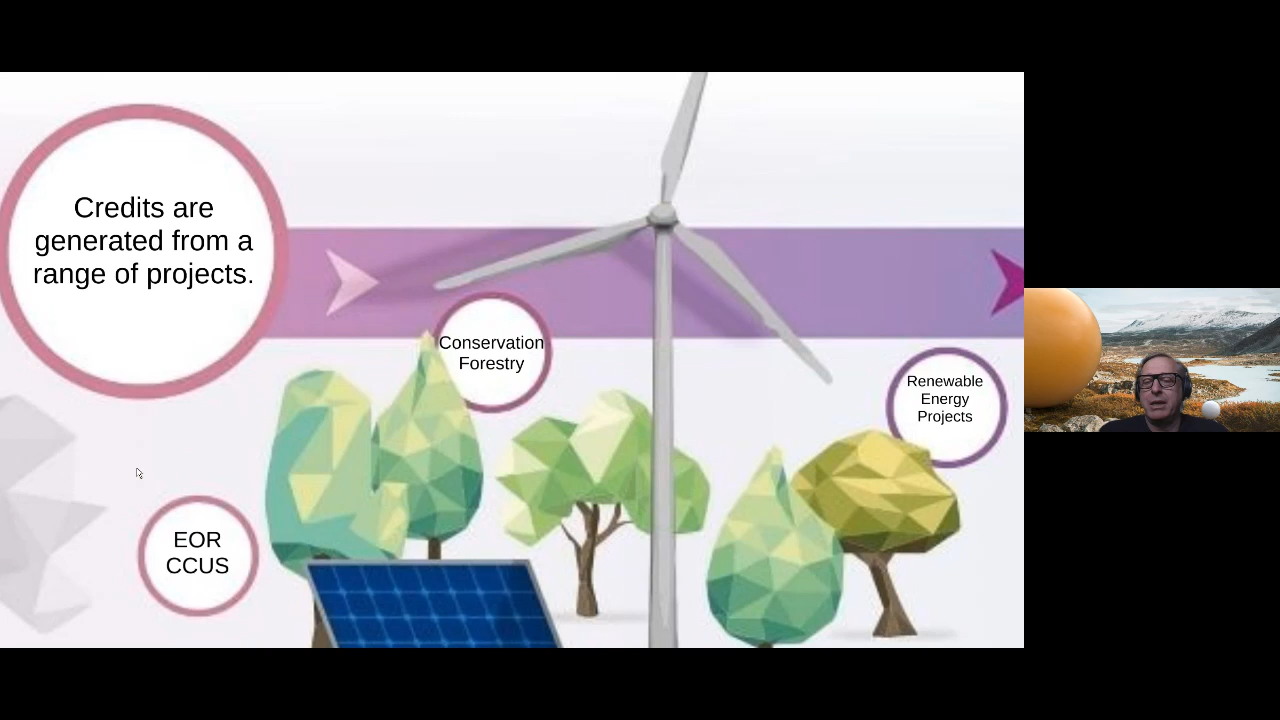 Credits are
generated from a
range of projects.
Conservation
Forestry
Renewable
Energy
Projects
EOR
CCUS